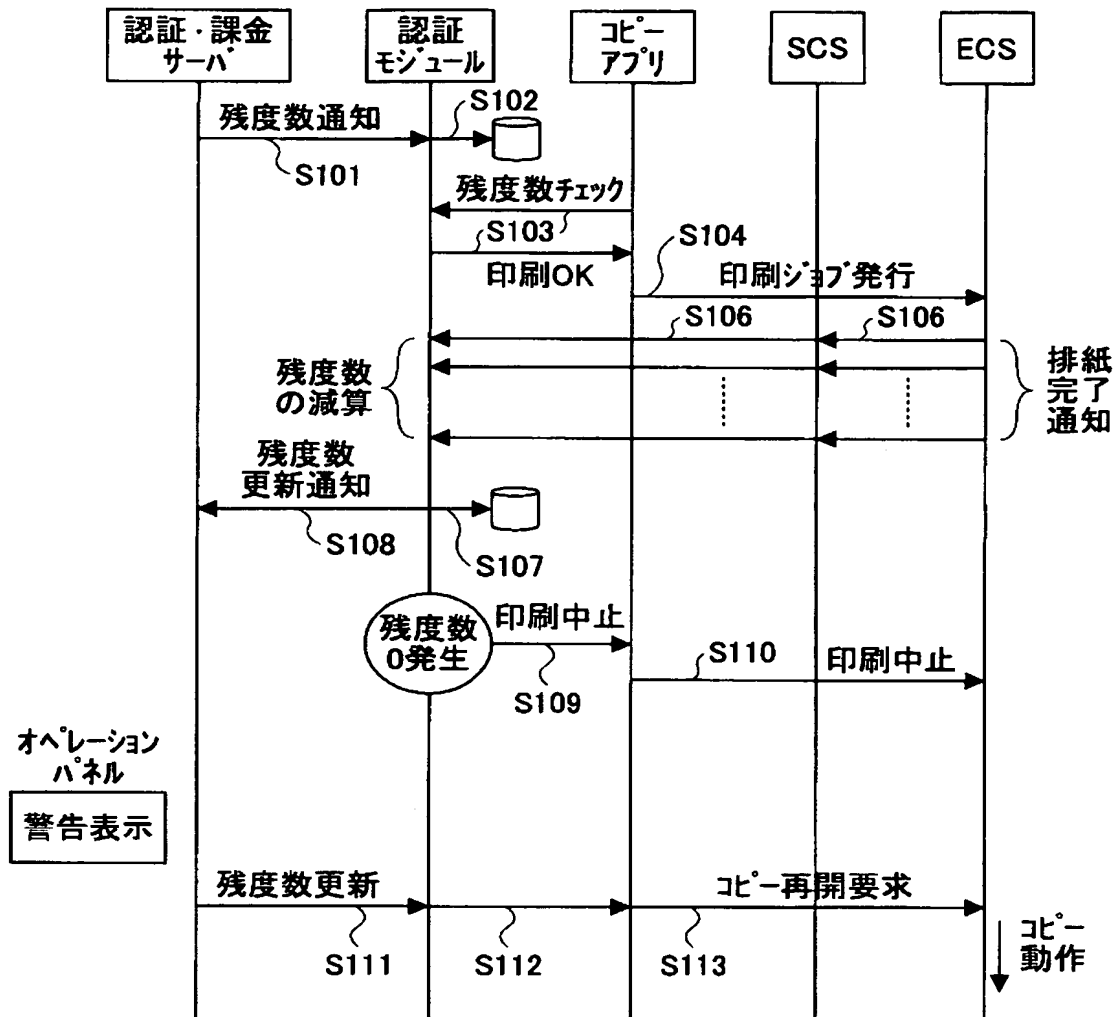 認証・課金
サーバ
認証
モジュール
コピー
アプリ
SCS
ECS
残度数通知
S102
S101
残度数チェック
S103
印刷OK
S104
印刷ジョブ発行
S106
S106
残度数
の減算
排紙
完了
通知
残度数
更新通知
S108
S107
残度数
0発生
印刷中止
S109
S110
印刷中止
オペレーション
パネル
警告表示
残度数更新
コピー再開要求
S111
S112
S113
コピー
動作